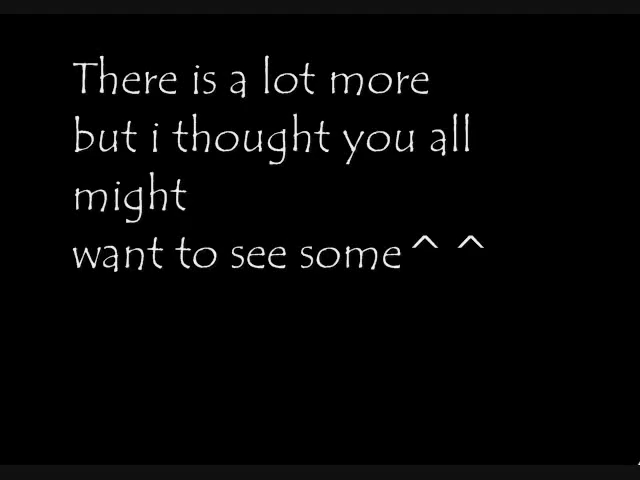 There is a lot more
but i thought you all
might
want to see some^ ^